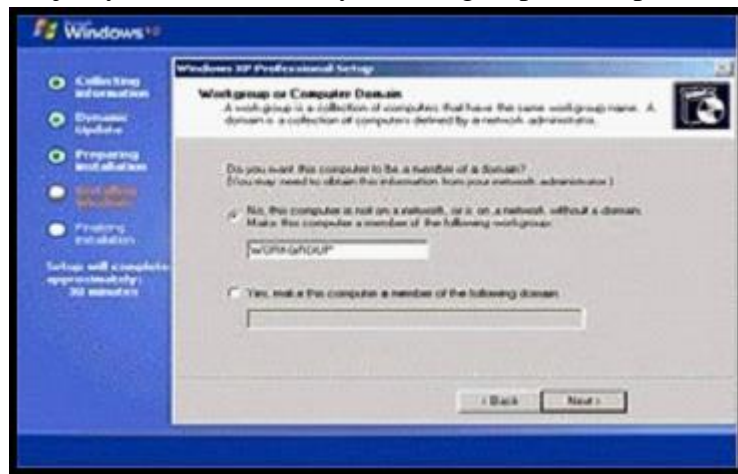 Windows XP
Collecting
information
Dynamic
Update
Preparing
installation
Installing
Windows
Finalizing
installation
Setup will complete
approximately:
30 minutes
Windows XP Professional Setup
Workgroup or Computer Domain
A workgroup is a collection of computers that have the same workgroup name. A
domain is a collection of computers defined by a network administrator.
Do you want this computer to be a member of a domain?
(You may need to obtain this information from your network administrator.)
No, this computer is not on a network, or is on a network without a domain.
Make this computer a member of the following workgroup:
WORKGROUP
Yes, make this computer a member of the following domain:
< Back
Next >